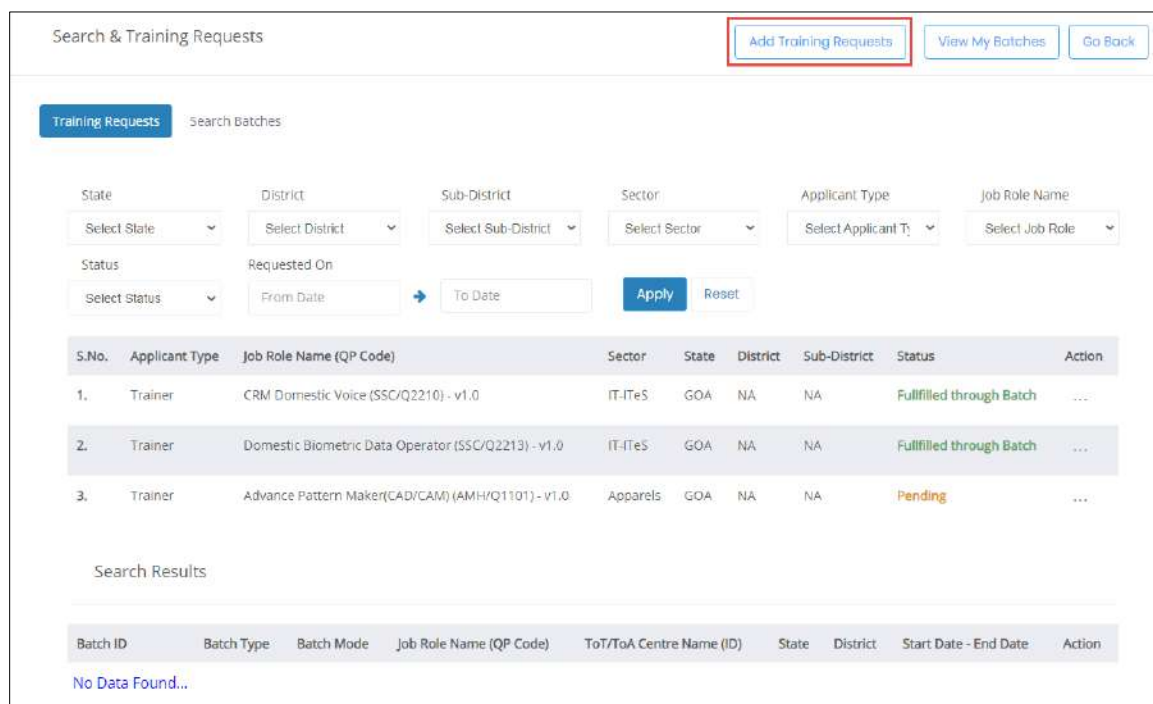 Search & Training Requests
Add Training Requests
View My Batches
Go Back
Training Requests
Search Batches
State District Sub-District Sector Applicant Type Job Role Name
Select State Select District Select Sub-District Select Sector Select Applicant Ty Select Job Role
Status Requested On
Select Status From Date To Date Apply Reset
S.No. Applicant Type Job Role Name (QP Code) Sector State District Sub-District Status Action
1. Trainer CRM Domestic Voice (SSC/Q2210) - v1.0 IT-ITeS GOA NA NA Fullfilled through Batch ...
2. Trainer Domestic Biometric Data Operator (SSC/Q2213) - v1.0 IT-ITeS GOA NA NA Fullfilled through Batch ...
3. Trainer Advance Pattern Maker(CAD/CAM) (AMH/Q1101) - v1.0 Apparels GOA NA NA Pending ...
Search Results
Batch ID Batch Type Batch Mode Job Role Name (QP Code) ToT/ToA Centre Name (ID) State District Start Date - End Date Action
No Data Found...